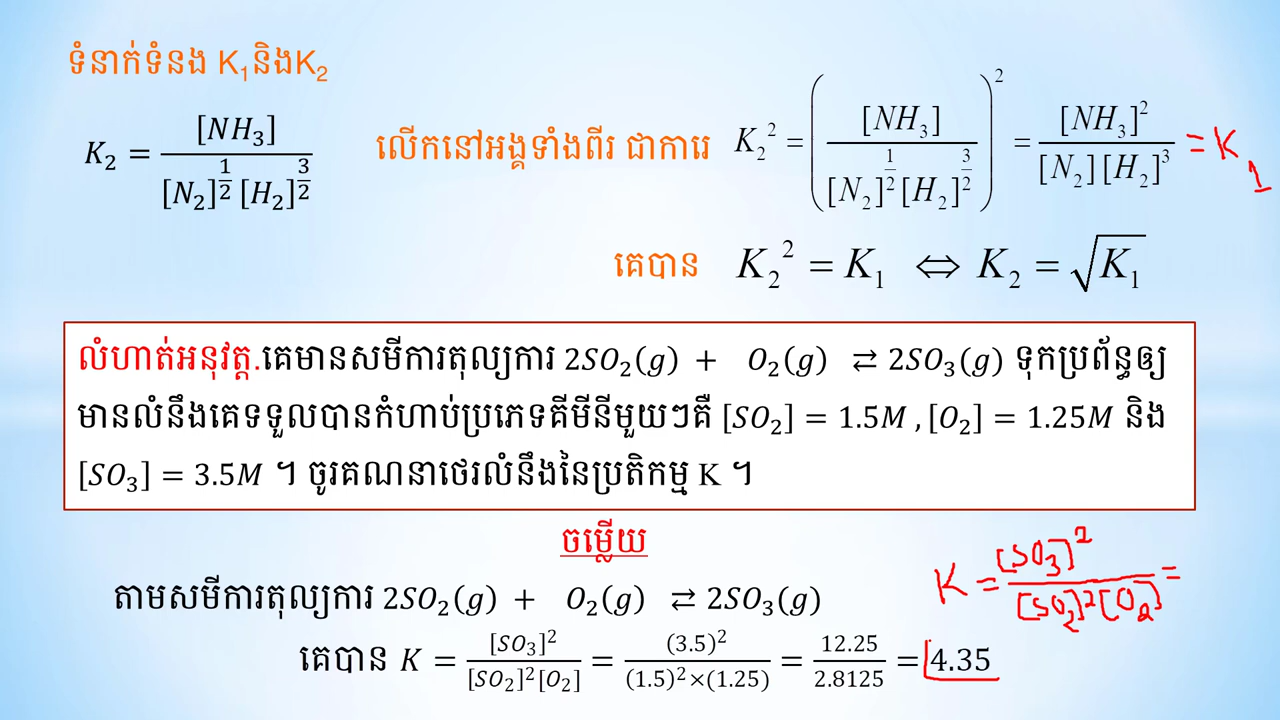 ទំនាក់ទំនង K₁និងK₂
K₂ = [NH₃] / ([N₂]^(1/2) [H₂]^(3/2)) លើកនៅអង្គទាំងពីរ ជាការេ K₂² = ([NH₃] / ([N₂]^(1/2) [H₂]^(3/2)))² = [NH₃]² / ([N₂][H₂]³) = K₁
គេបាន K₂² = K₁ ⇔ K₂ = √K₁
លំហាត់អនុវត្ត.គេមានសមីការតុល្យការ 2SO₂(g) + O₂(g) ⇄ 2SO₃(g) ទុកប្រព័ន្ធឲ្យ
មានលំនឹងគេទទួលបានកំហាប់ប្រភេទគីមីនីមួយៗគឺ [SO₂] = 1.5M , [O₂] = 1.25M និង
[SO₃] = 3.5M ។ ចូរគណនាថេរលំនឹងនៃប្រតិកម្ម K ។
ចម្លើយ
តាមសមីការតុល្យការ 2SO₂(g) + O₂(g) ⇄ 2SO₃(g)
K = [SO₃]² / ([SO₂]²[O₂]) =
គេបាន K = [SO₃]² / ([SO₂]²[O₂]) = (3.5)² / ((1.5)²×(1.25)) = 12.25 / 2.8125 = 4.35